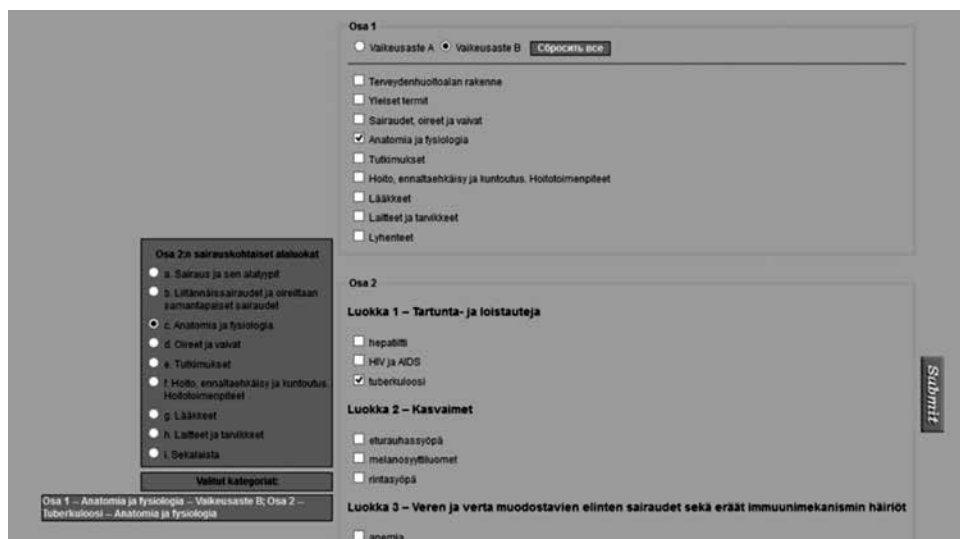 Osa 1
Vaikeusaste A Vaikeusaste B Сбросить все
Terveydenhuoltoalan rakenne
Yleiset termit
Sairaudet, oireet ja vaivat
Anatomia ja fysiologia
Tutkimukset
Hoito, ennaltaehkäisy ja kuntoutus. Hoitotoimenpiteet
Lääkkeet
Laitteet ja tarvikkeet
Lyhenteet
Osa 2:n sairauskohtaiset alaluokat
a. Sairaus ja sen alatyypit
b. Liitännäissairaudet ja oireiltaan
samantapaiset sairaudet
c. Anatomia ja fysiologia
d. Oireet ja vaivat
e. Tutkimukset
f. Hoito, ennaltaehkäisy ja kuntoutus.
Hoitotoimenpiteet
g. Lääkkeet
h. Laitteet ja tarvikkeet
i. Sekalaista
Valitut kategoriat:
Osa 1 – Anatomia ja fysiologia – Vaikeusaste B; Osa 2 –
Tuberkuloosi – Anatomia ja fysiologia
Osa 2
Luokka 1 – Tartunta- ja loistauteja
hepatiitti
HIV ja AIDS
tuberkuloosi
Luokka 2 – Kasvaimet
eturauhassyöpä
melanosyyttiluomet
rintasyöpä
Luokka 3 – Veren ja verta muodostavien elinten sairaudet sekä eräät immuunimekanismin häiriöt
anemia
Submit